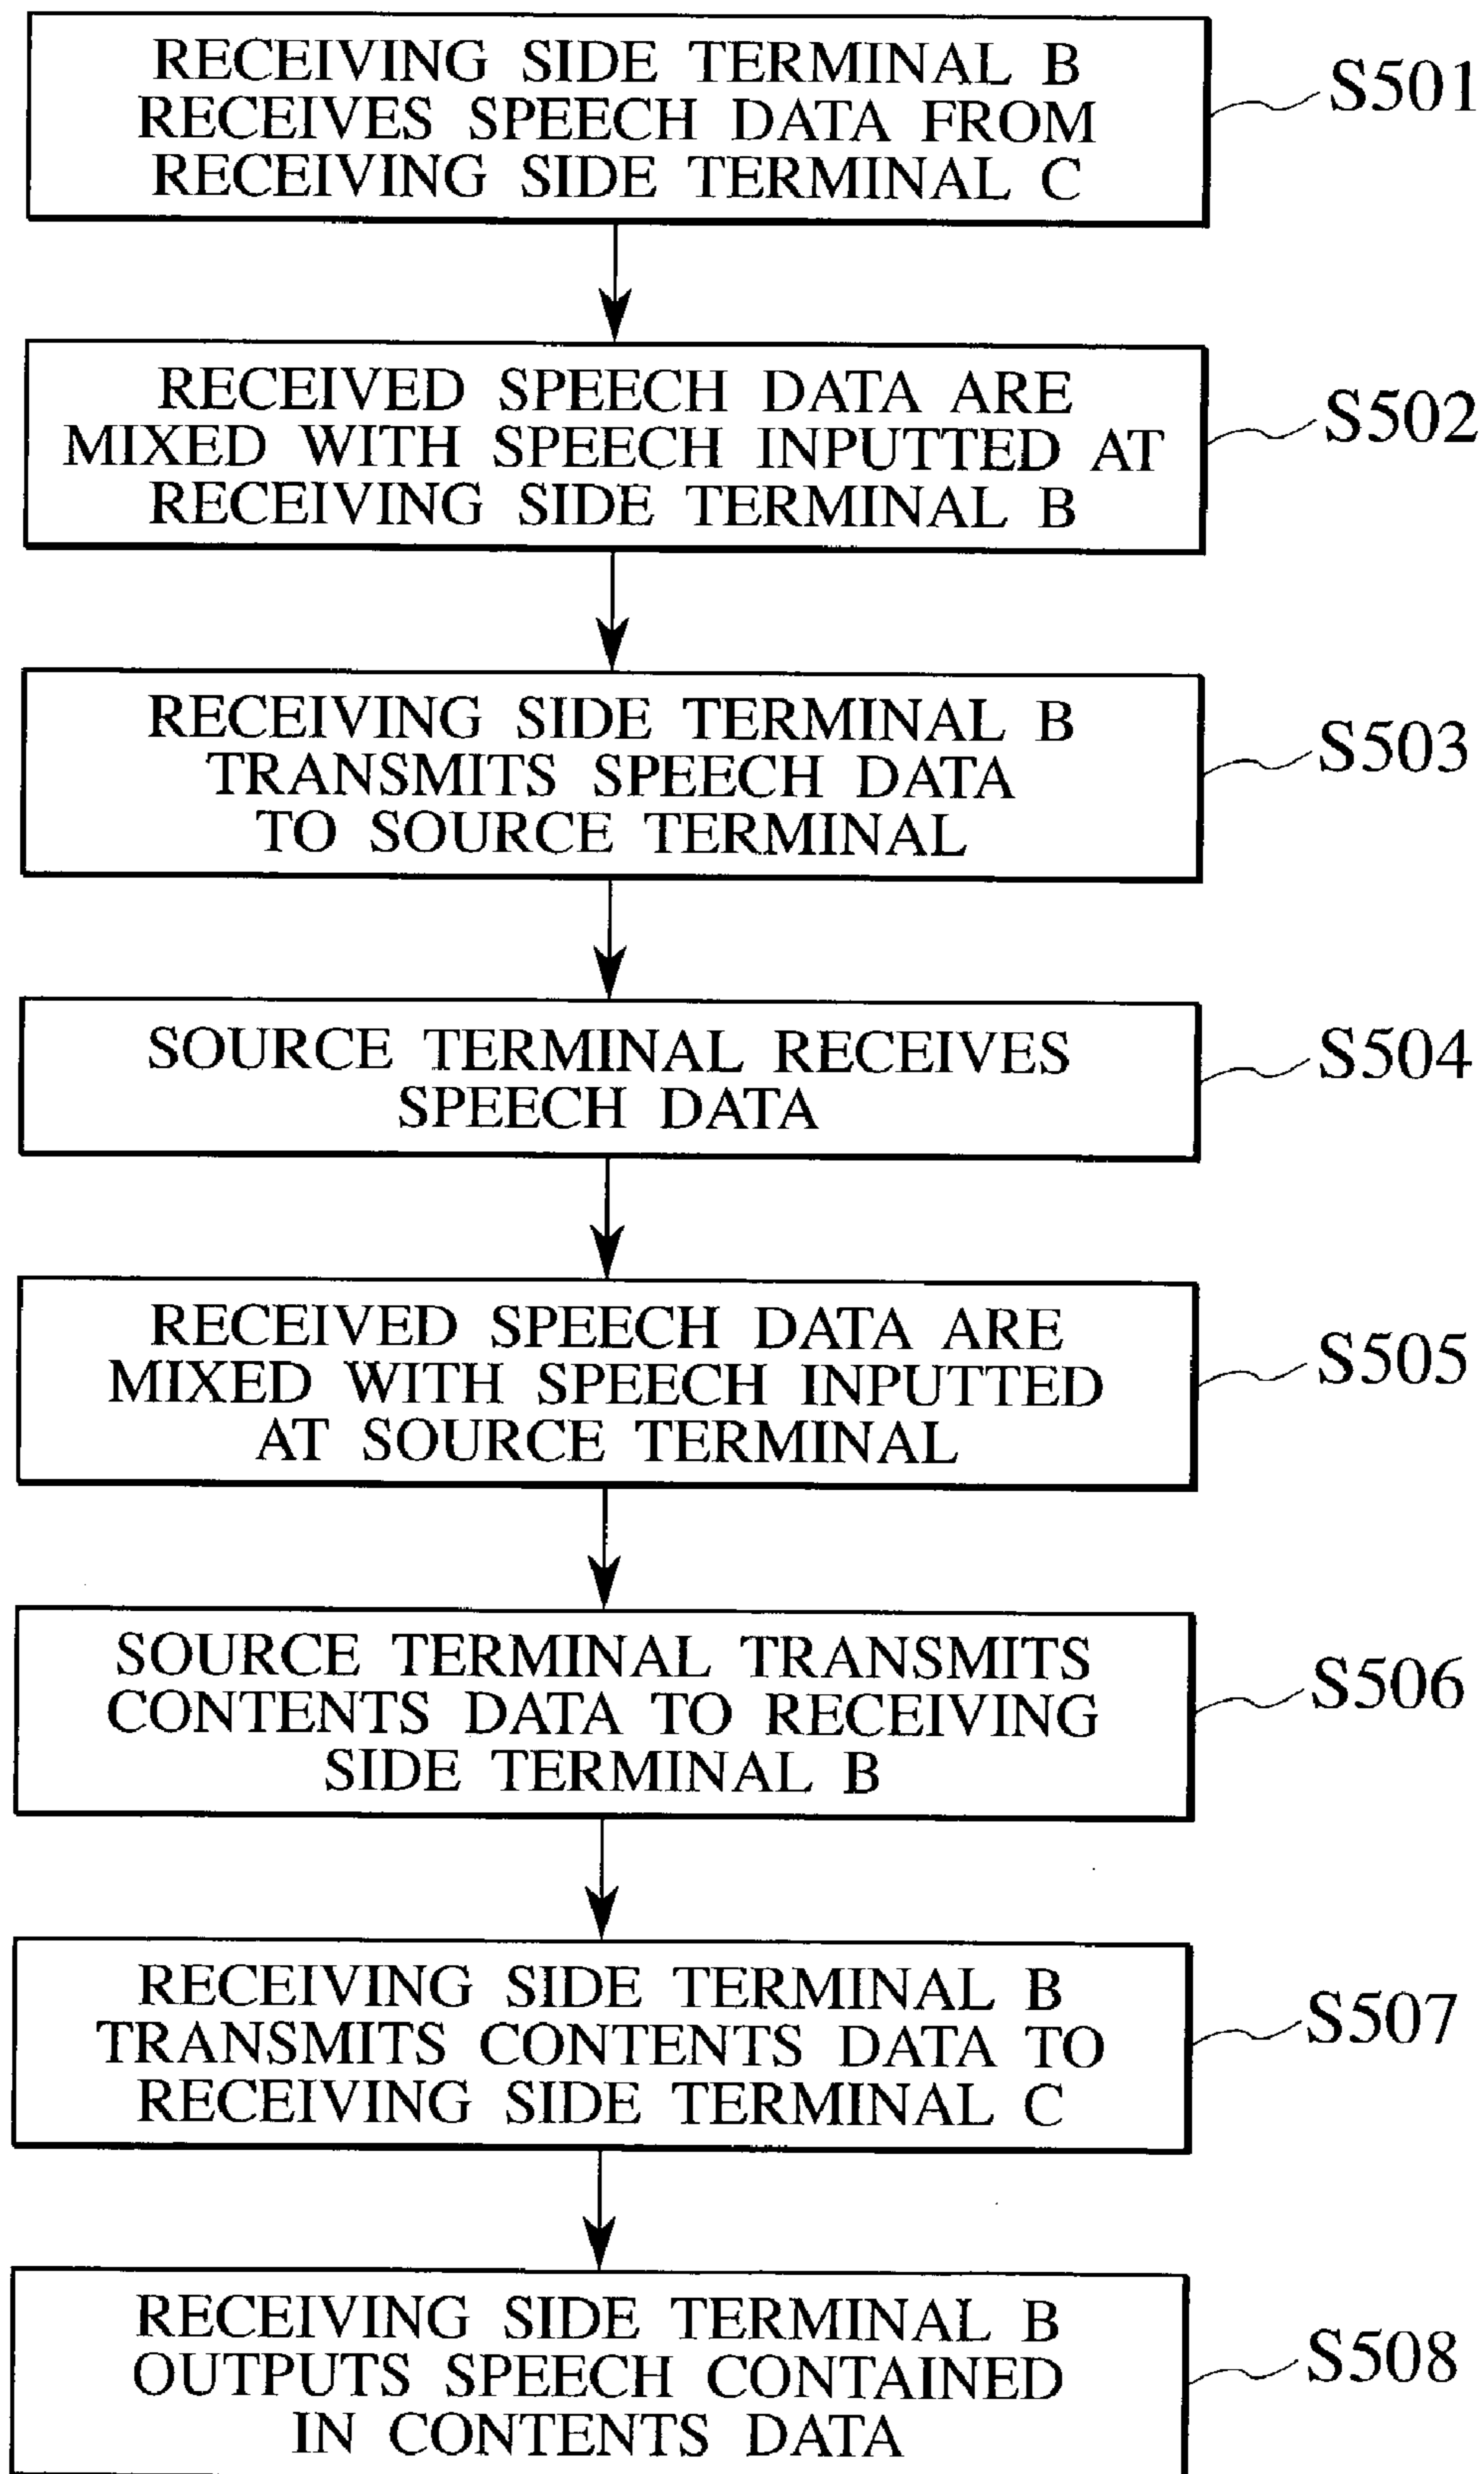 RECEIVING SIDE TERMINAL B
RECEIVES SPEECH DATA FROM
RECEIVING SIDE TERMINAL C
S501
RECEIVED SPEECH DATA ARE
MIXED WITH SPEECH INPUTTED AT
RECEIVING SIDE TERMINAL B
S502
RECEIVING SIDE TERMINAL B
TRANSMITS SPEECH DATA
TO SOURCE TERMINAL
S503
SOURCE TERMINAL RECEIVES
SPEECH DATA
S504
RECEIVED SPEECH DATA ARE
MIXED WITH SPEECH INPUTTED
AT SOURCE TERMINAL
S505
SOURCE TERMINAL TRANSMITS
CONTENTS DATA TO RECEIVING
SIDE TERMINAL B
S506
RECEIVING SIDE TERMINAL B
TRANSMITS CONTENTS DATA TO
RECEIVING SIDE TERMINAL C
S507
RECEIVING SIDE TERMINAL B
OUTPUTS SPEECH CONTAINED
IN CONTENTS DATA
S508